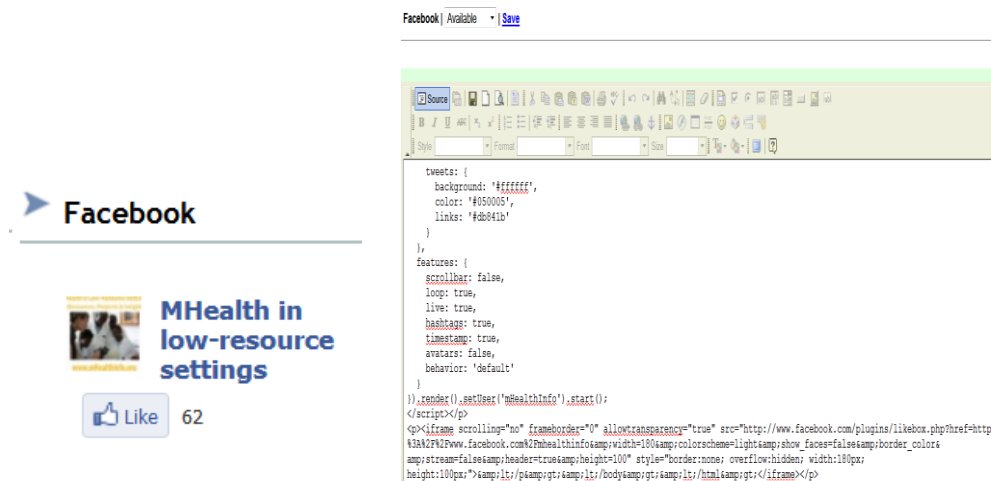 Facebook
MHealth in
low-resource
settings
Like 62
Facebook | Available | Save
Source
B I U ABC
Style Format Font Size
tweets: {
background: '#ffffff',
color: '#050005',
links: '#db841b'
}
},
features: {
scrollbar: false,
loop: true,
live: true,
hashtags: true,
timestamp: true,
avatars: false,
behavior: 'default'
}
}).render().setUser('mHealthInfo').start();
</script></p>
<p><iframe scrolling="no" frameborder="0" allowtransparency="true" src="http://www.facebook.com/plugins/likebox.php?href=http
%3A%2F%2Fwww.facebook.com%2Fmhealthinfo&amp;width=180&amp;colorscheme=light&amp;show_faces=false&amp;border_color&
amp;stream=false&amp;header=true&amp;height=100" style="border:none; overflow:hidden; width:180px;
height:100px;">&amp;lt;/p&amp;gt;&amp;lt;/body&amp;gt;&amp;lt;/html&amp;gt;</iframe></p>